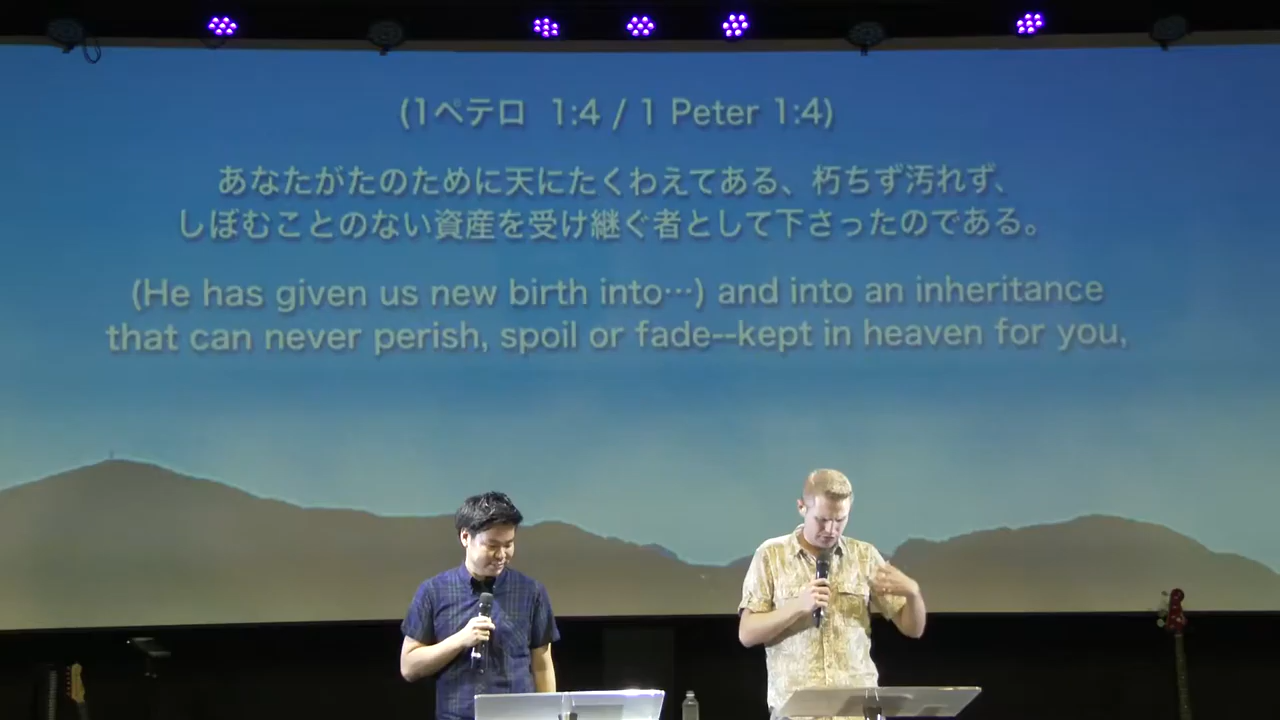 (1ペテロ 1:4 / 1 Peter 1:4)
あなたがたのために天にたくわえてある、朽ちず汚れず、
しぼむことのない資産を受け継ぐ者として下さったのである。
(He has given us new birth into…) and into an inheritance
that can never perish, spoil or fade--kept in heaven for you,